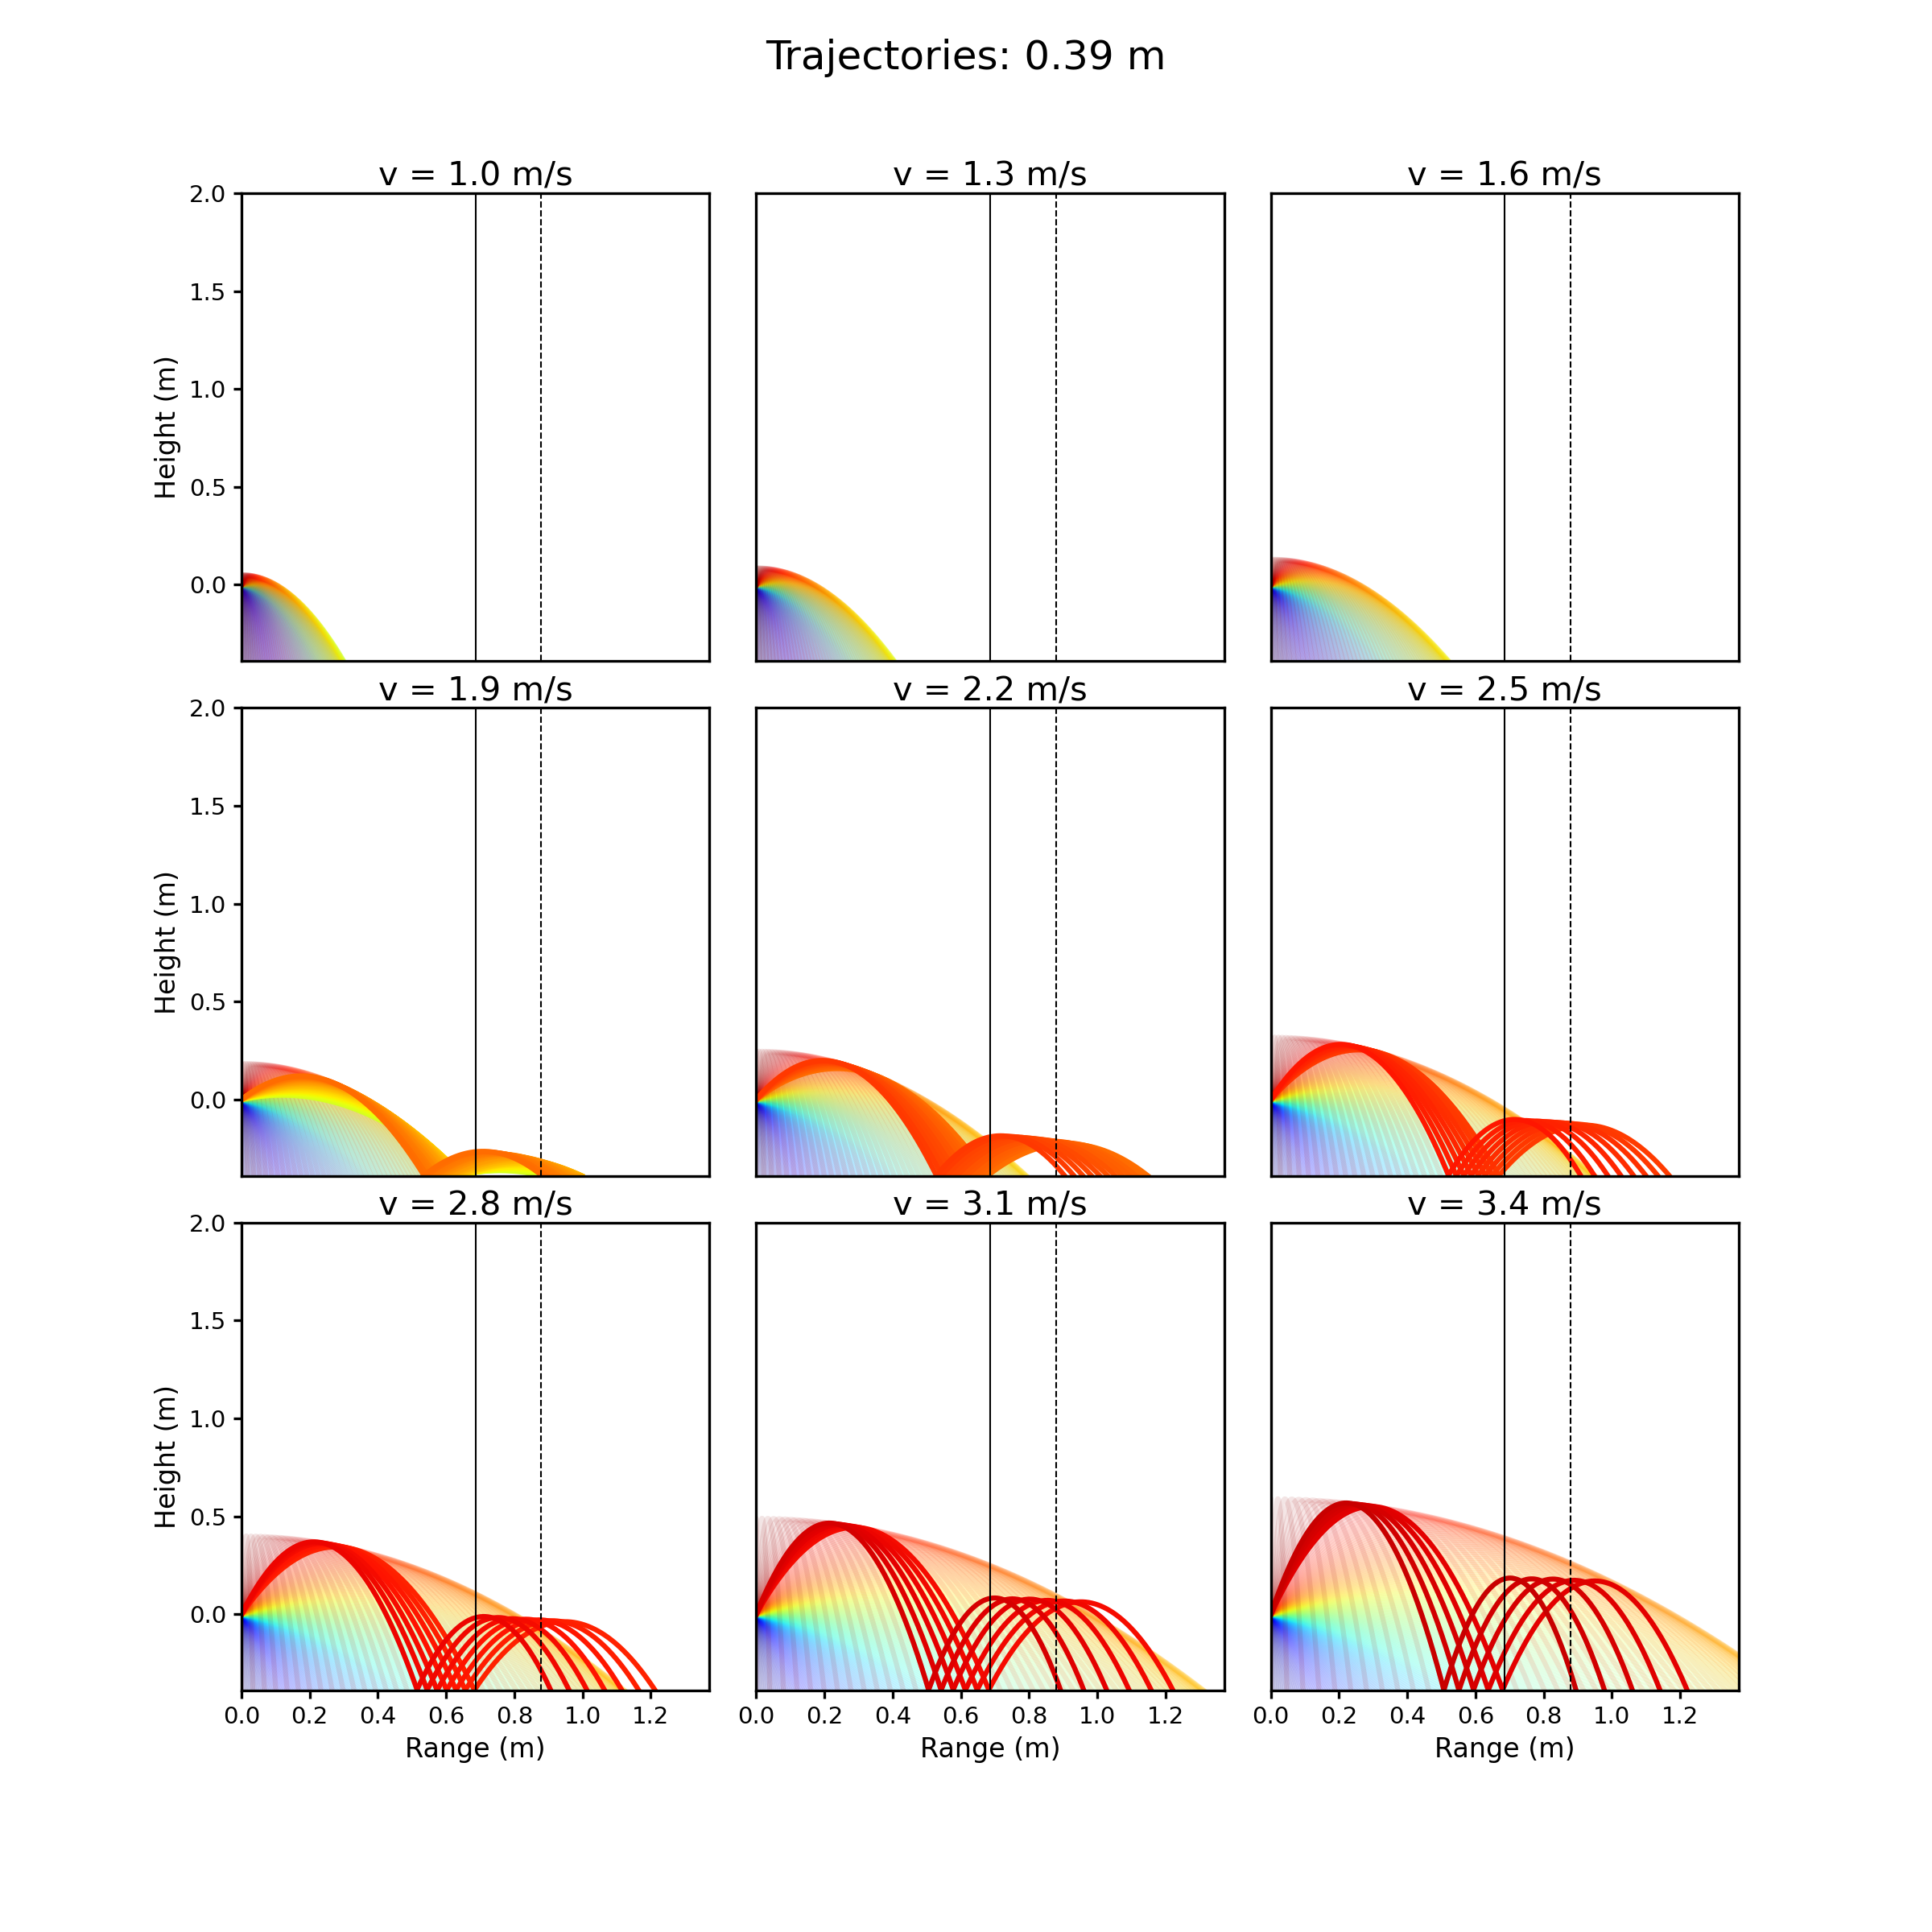 Trajectories: 0.39 m
v = 1.0 m/s
v = 1.3 m/s
v = 1.6 m/s
2.0
1.5
1.0
0.5
0.0
Height (m)
v = 1.9 m/s
v = 2.2 m/s
v = 2.5 m/s
2.0
1.5
1.0
0.5
0.0
Height (m)
v = 2.8 m/s
v = 3.1 m/s
v = 3.4 m/s
2.0
1.5
1.0
0.5
0.0
Height (m)
0.0 0.2 0.4 0.6 0.8 1.0 1.2
0.0 0.2 0.4 0.6 0.8 1.0 1.2
0.0 0.2 0.4 0.6 0.8 1.0 1.2
Range (m)
Range (m)
Range (m)